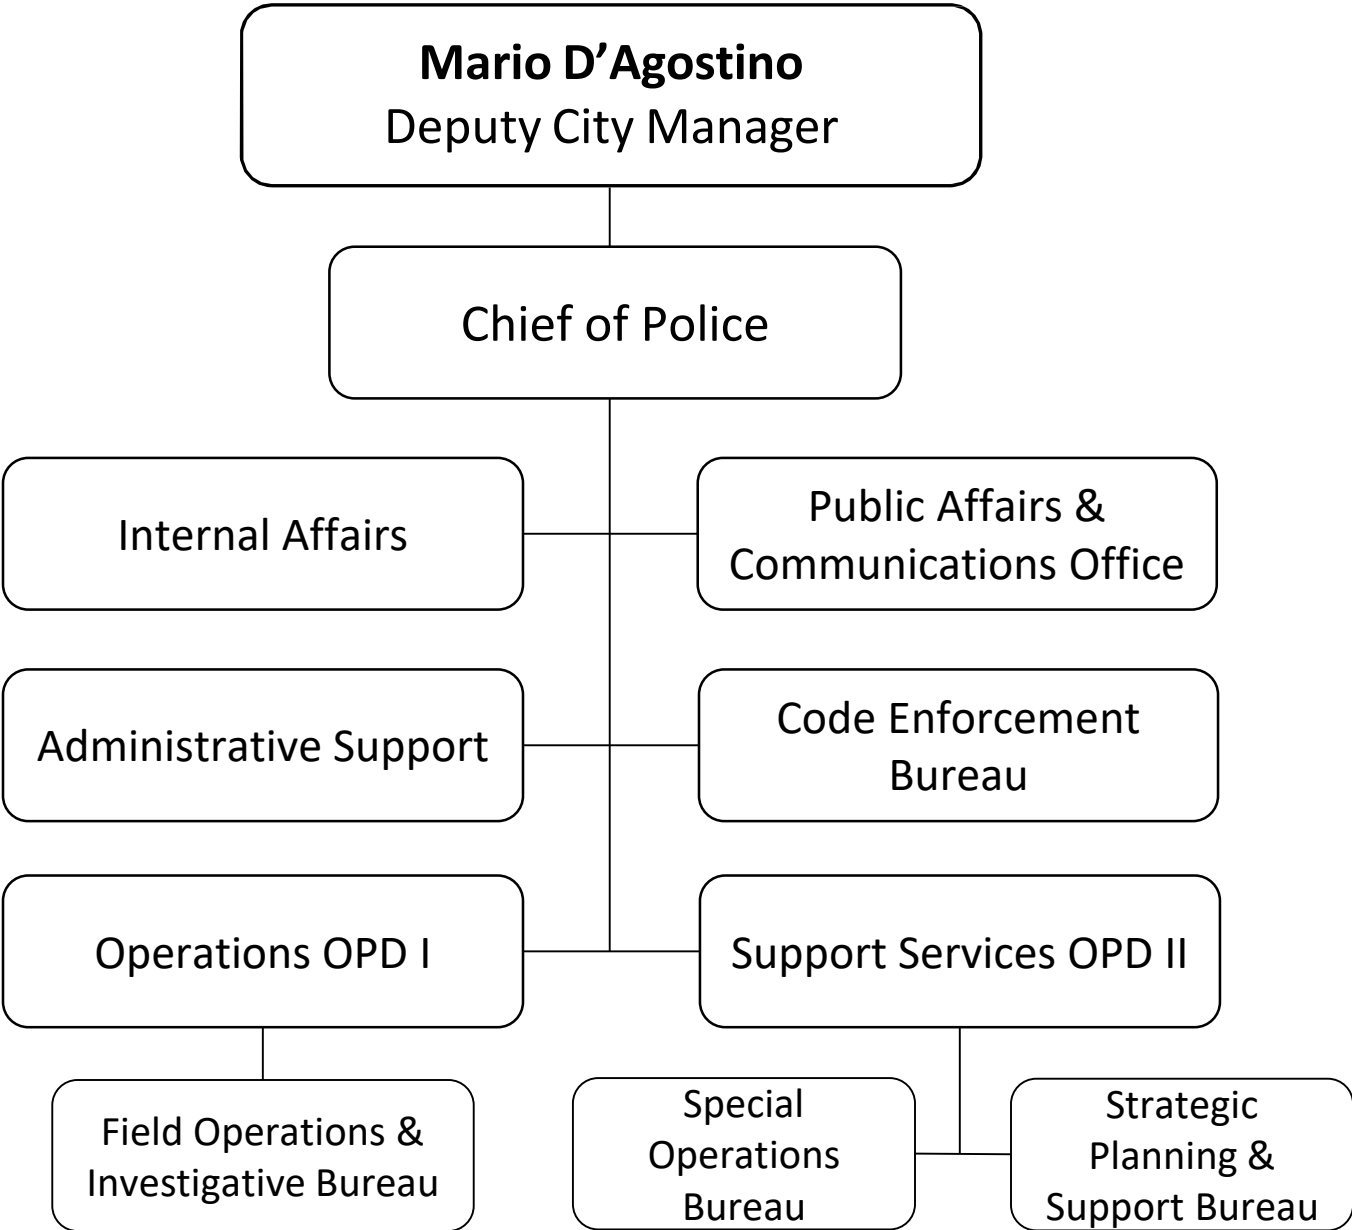 Mario D’Agostino
Deputy City Manager
Chief of Police
Internal Affairs
Public Affairs &
Communications Office
Administrative Support
Code Enforcement
Bureau
Operations OPD I
Support Services OPD II
Field Operations &
Investigative Bureau
Special
Operations
Bureau
Strategic
Planning &
Support Bureau